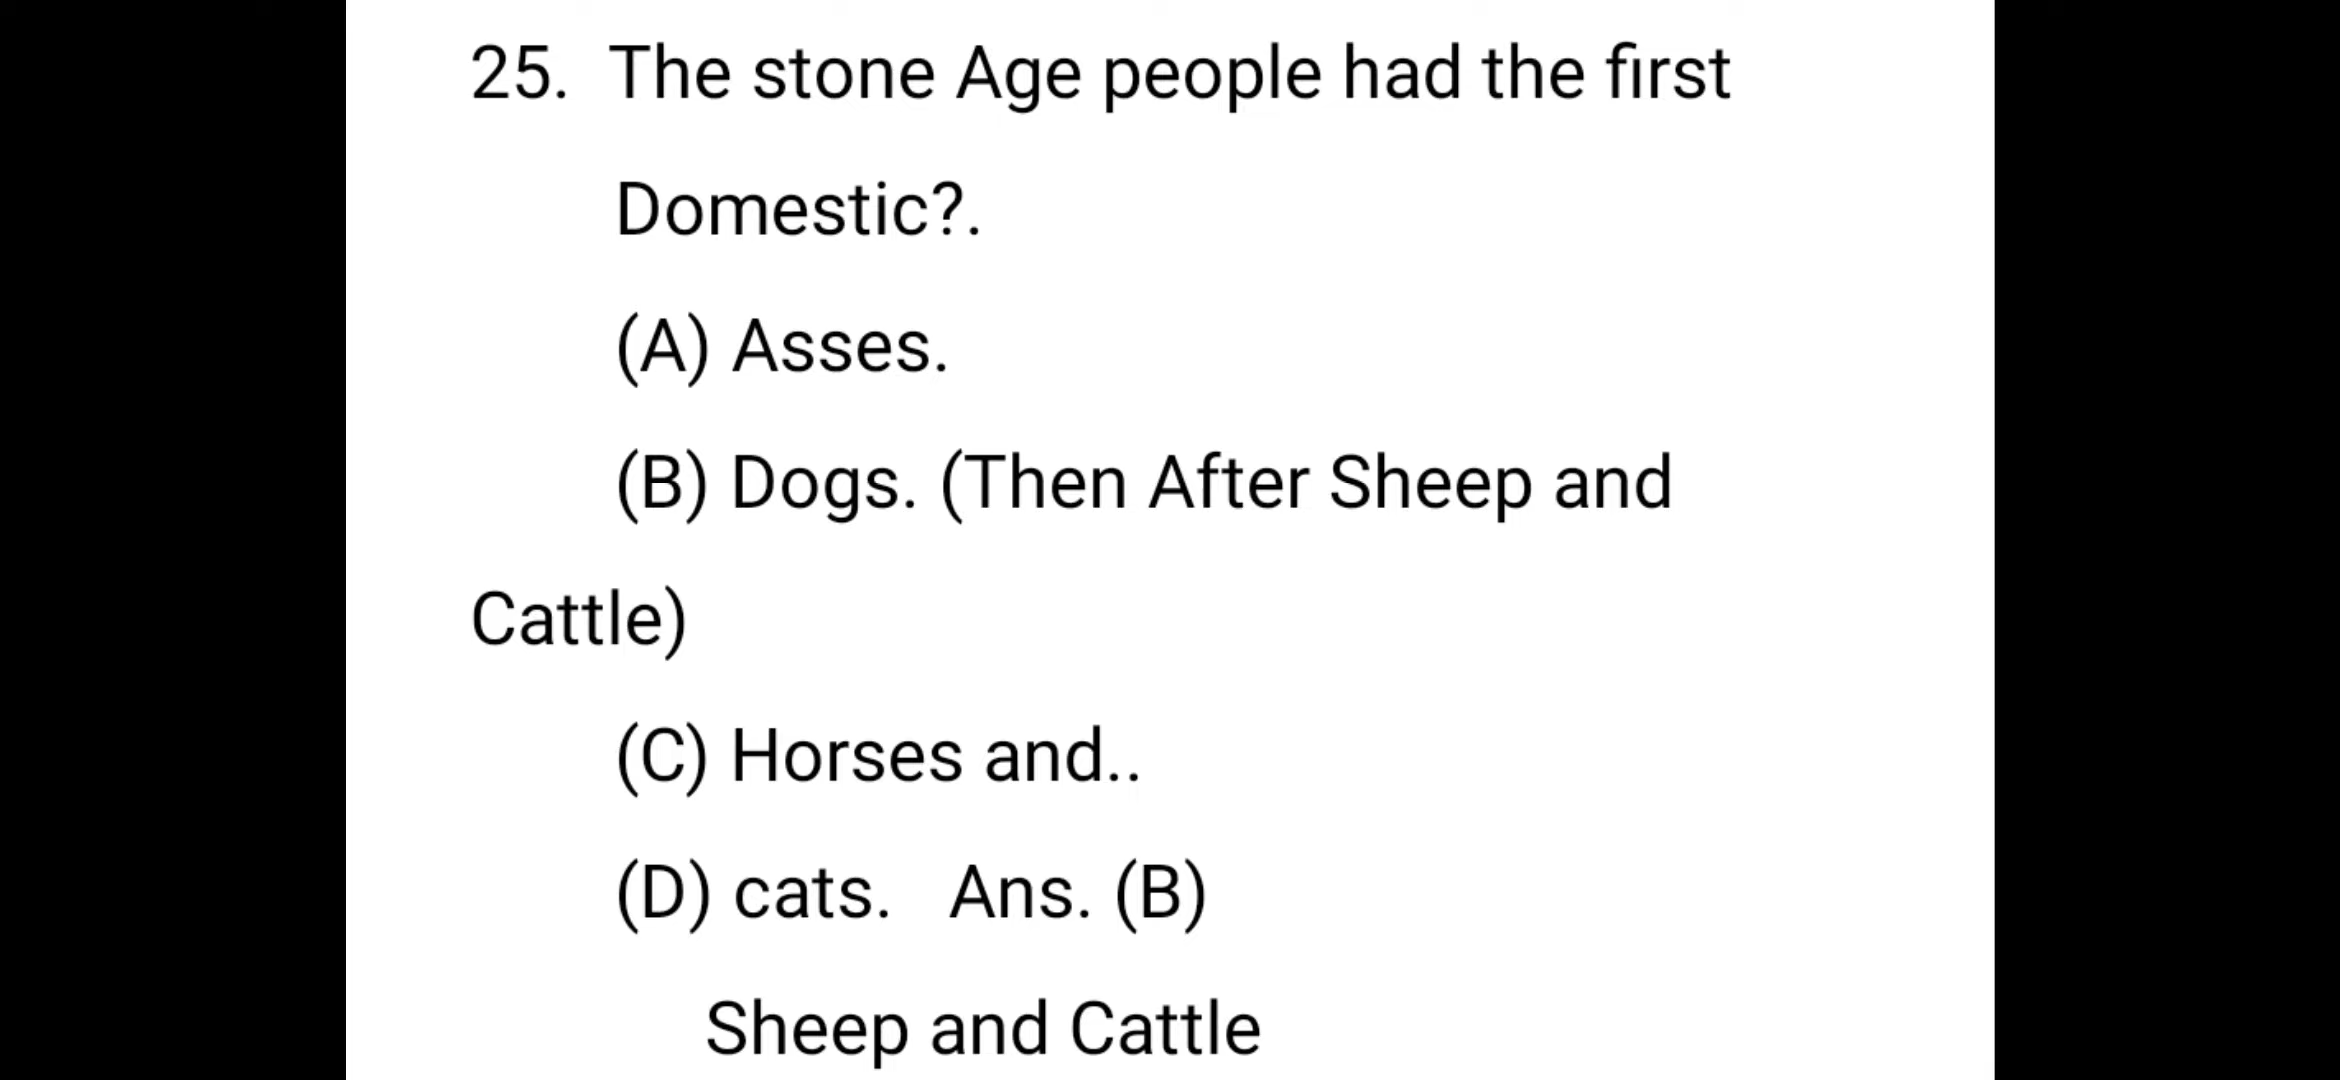 25. The stone Age people had the first
Domestic?.
(A) Asses.
(B) Dogs. (Then After Sheep and
Cattle)
(C) Horses and..
(D) cats. Ans. (B)
Sheep and Cattle